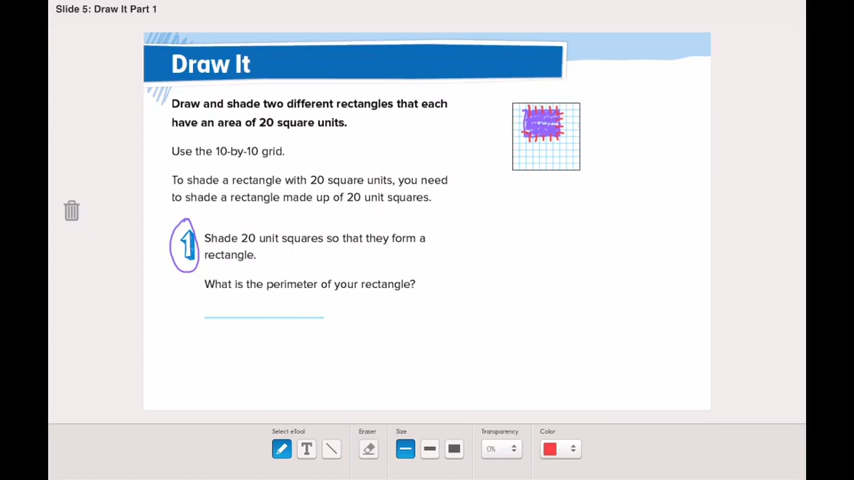 Slide 5: Draw It Part 1
Draw It
Draw and shade two different rectangles that each
have an area of 20 square units.
Use the 10-by-10 grid.
To shade a rectangle with 20 square units, you need
to shade a rectangle made up of 20 unit squares.
1
Shade 20 unit squares so that they form a
rectangle.
What is the perimeter of your rectangle?
Select eTool
Eraser
Size
Transparency
Color
T
0%